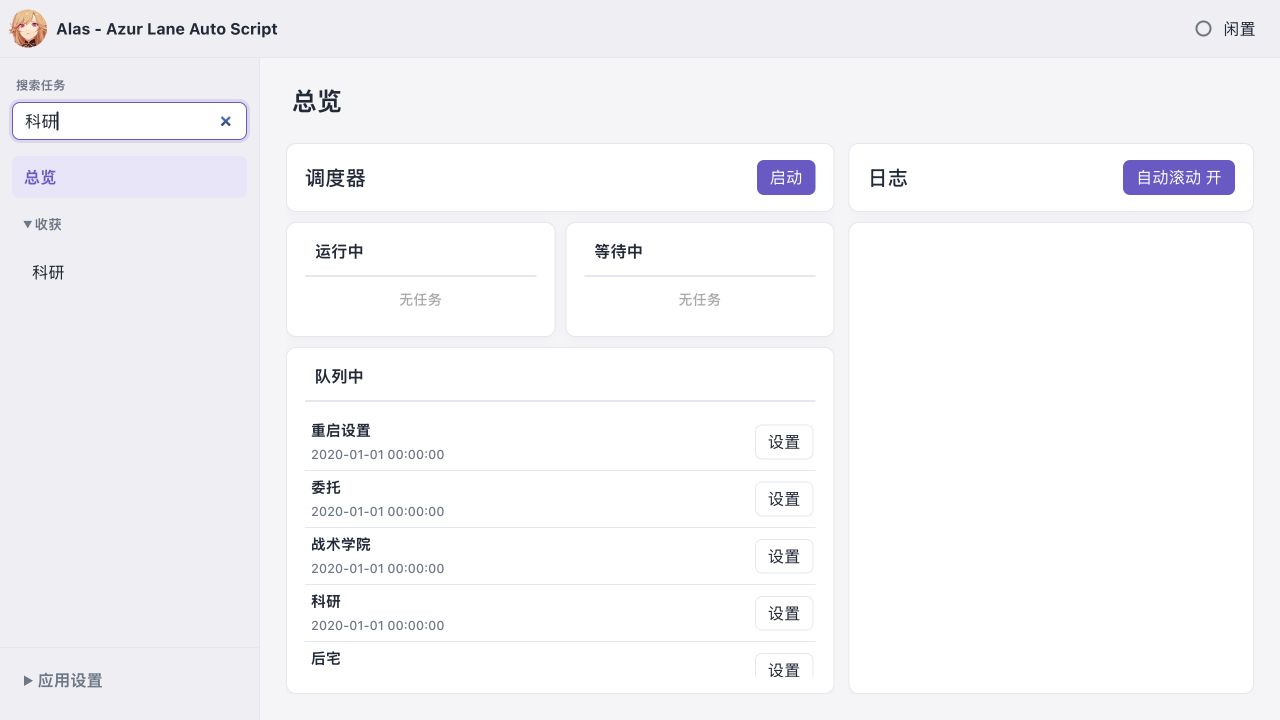 Alas - Azur Lane Auto Script
闲置
搜索任务
科研
总览
收获
科研
应用设置
总览
调度器
启动
运行中
无任务
等待中
无任务
队列中
重启设置
2020-01-01 00:00:00
设置
委托
2020-01-01 00:00:00
设置
战术学院
2020-01-01 00:00:00
设置
科研
2020-01-01 00:00:00
设置
后宅
设置
日志
自动滚动 开